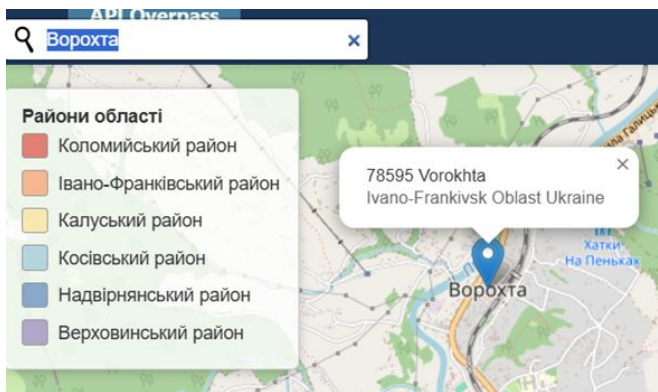 API Overpass
Ворохта
×
Райони області
Коломийський район
Івано-Франківський район
Калуський район
Косівський район
Надвірнянський район
Верховинський район
78595 Vorokhta
Ivano-Frankivsk Oblast Ukraine
×
Хатки
На Пеньках
Ворохта